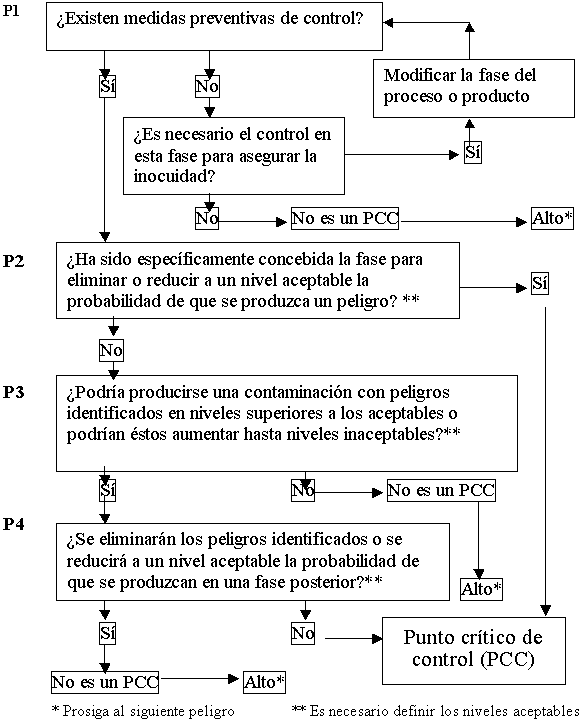 P1
¿Existen medidas preventivas de control?
Sí
No
Modificar la fase del
proceso o producto
¿Es necesario el control en
esta fase para asegurar la
inocuidad?
Sí
No
No es un PCC
Alto*
P2
¿Ha sido específicamente concebida la fase para
eliminar o reducir a un nivel aceptable la
probabilidad de que se produzca un peligro? **
Sí
No
P3
¿Podría producirse una contaminación con peligros
identificados en niveles superiores a los aceptables o
podrían éstos aumentar hasta niveles inaceptables?**
Sí
No
No es un PCC
Alto*
P4
¿Se eliminarán los peligros identificados o se
reducirá a un nivel aceptable la probabilidad de
que se produzcan en una fase posterior?**
Sí
No
Punto crítico de
control (PCC)
No es un PCC
Alto*
* Prosiga al siguiente peligro
** Es necesario definir los niveles aceptables